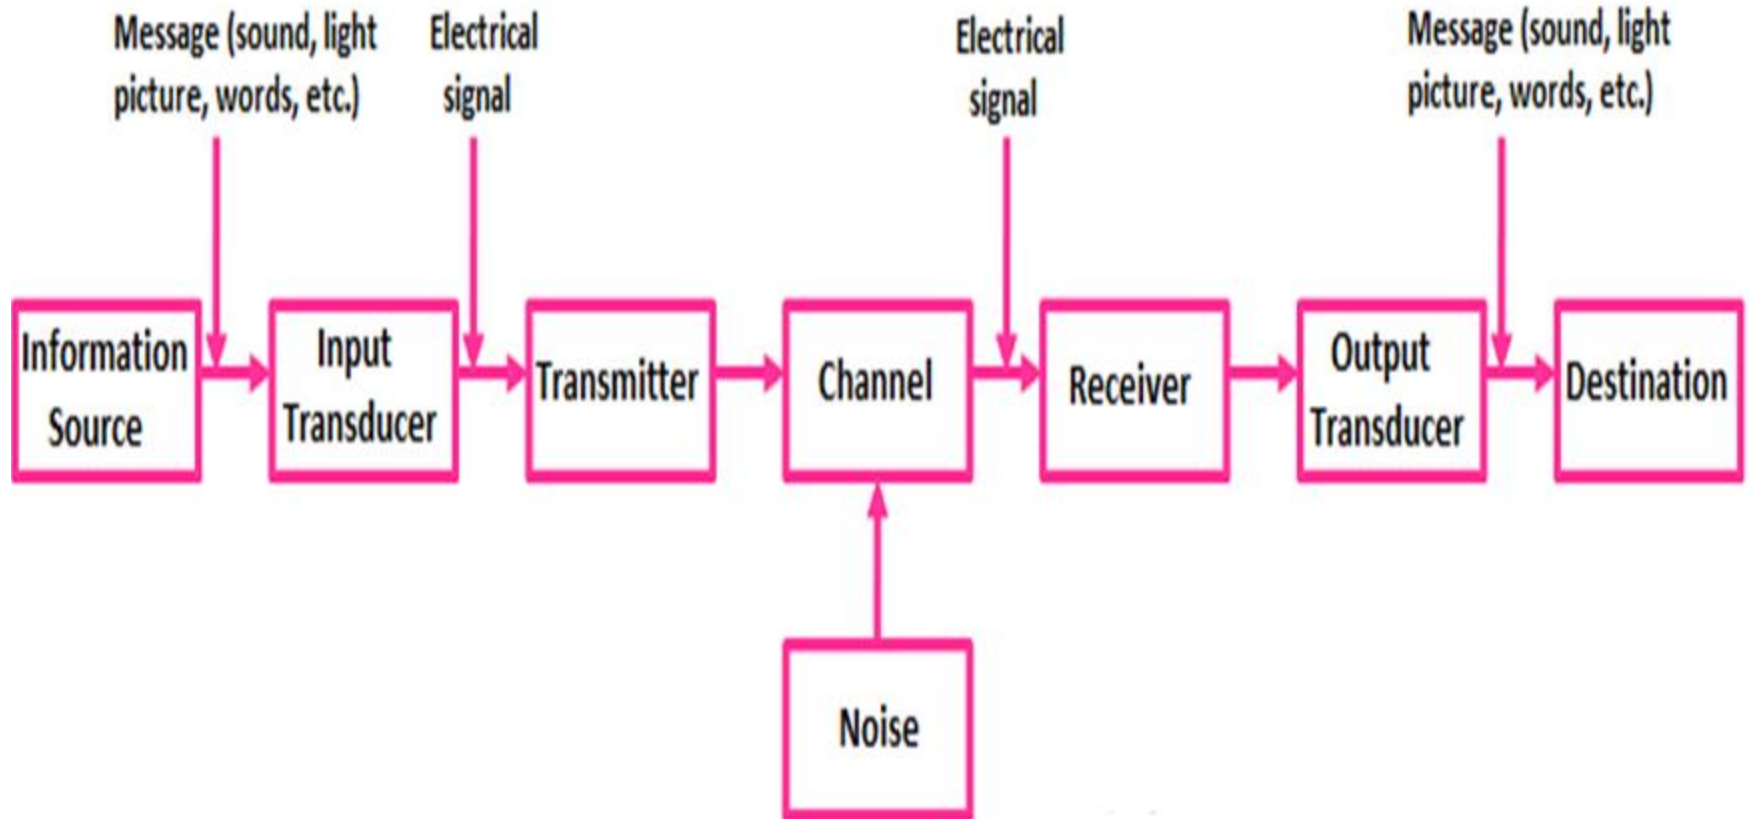 Message (sound, light
picture, words, etc.)
Electrical
signal
Electrical
signal
Message (sound, light
picture, words, etc.)
Information
Source
Input
Transducer
Transmitter
Channel
Receiver
Output
Transducer
Destination
Noise